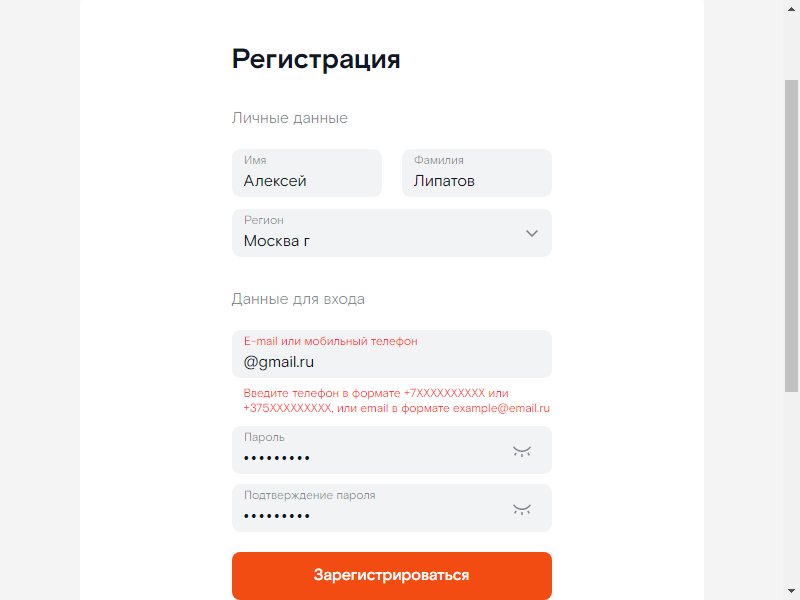 Регистрация
Личные данные
Имя
Алексей
Фамилия
Липатов
Регион
Москва г
Данные для входа
E-mail или мобильный телефон
@gmail.ru
Введите телефон в формате +7XXXXXXXXXX или
+375XXXXXXXXX, или email в формате example@email.ru
Пароль
•••••••••
Подтверждение пароля
•••••••••
Зарегистрироваться